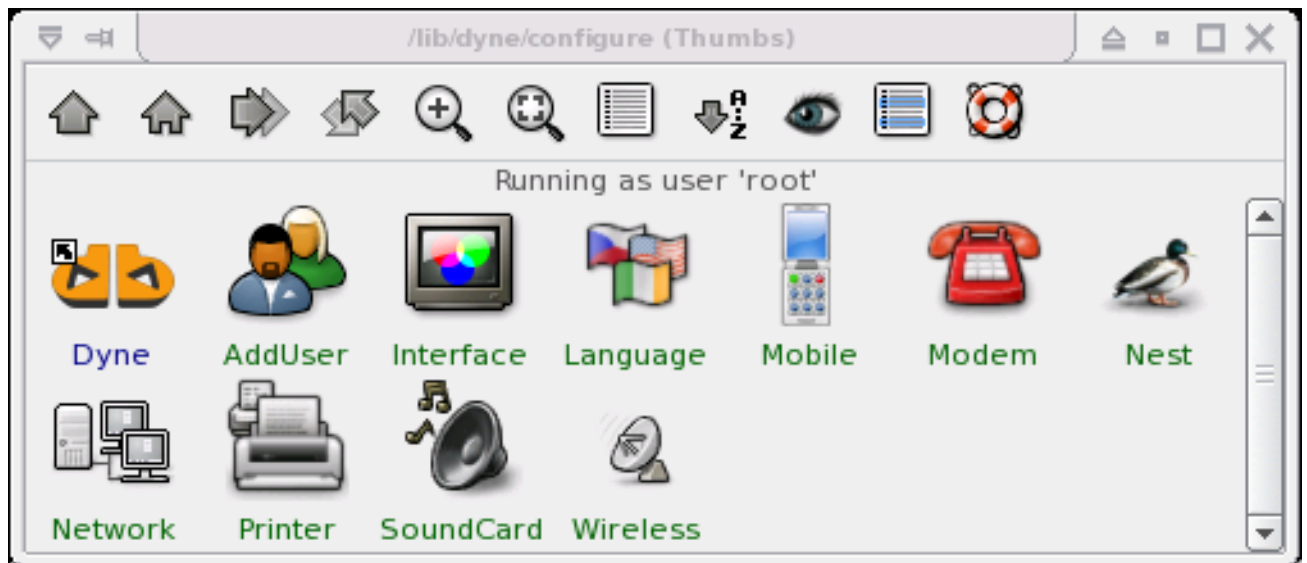 /lib/dyne/configure (Thumbs)
A
Z
Running as user 'root'
Dyne AddUser Interface Language Mobile Modem Nest
Network Printer SoundCard Wireless